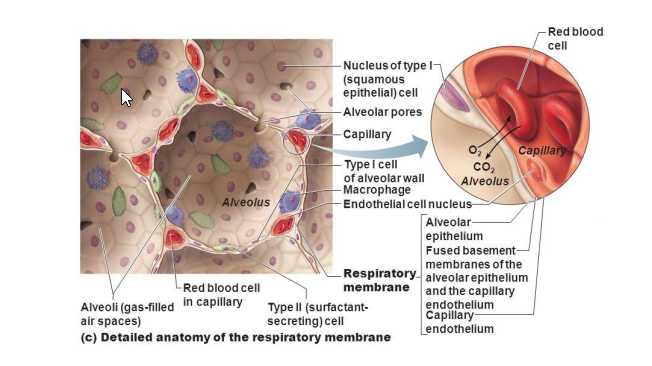 Red blood
cell
Nucleus of type I
(squamous
epithelial) cell
Alveolar pores
Capillary
Type I cell
of alveolar wall
Macrophage
Endothelial cell nucleus
Alveolus
O2
CO2
Alveolus
Capillary
Respiratory
membrane
Alveolar
epithelium
Fused basement
membranes of the
alveolar epithelium
and the capillary
endothelium
Capillary
endothelium
Alveoli (gas-filled
air spaces)
Red blood cell
in capillary
Type II (surfactant-
secreting) cell
(c) Detailed anatomy of the respiratory membrane